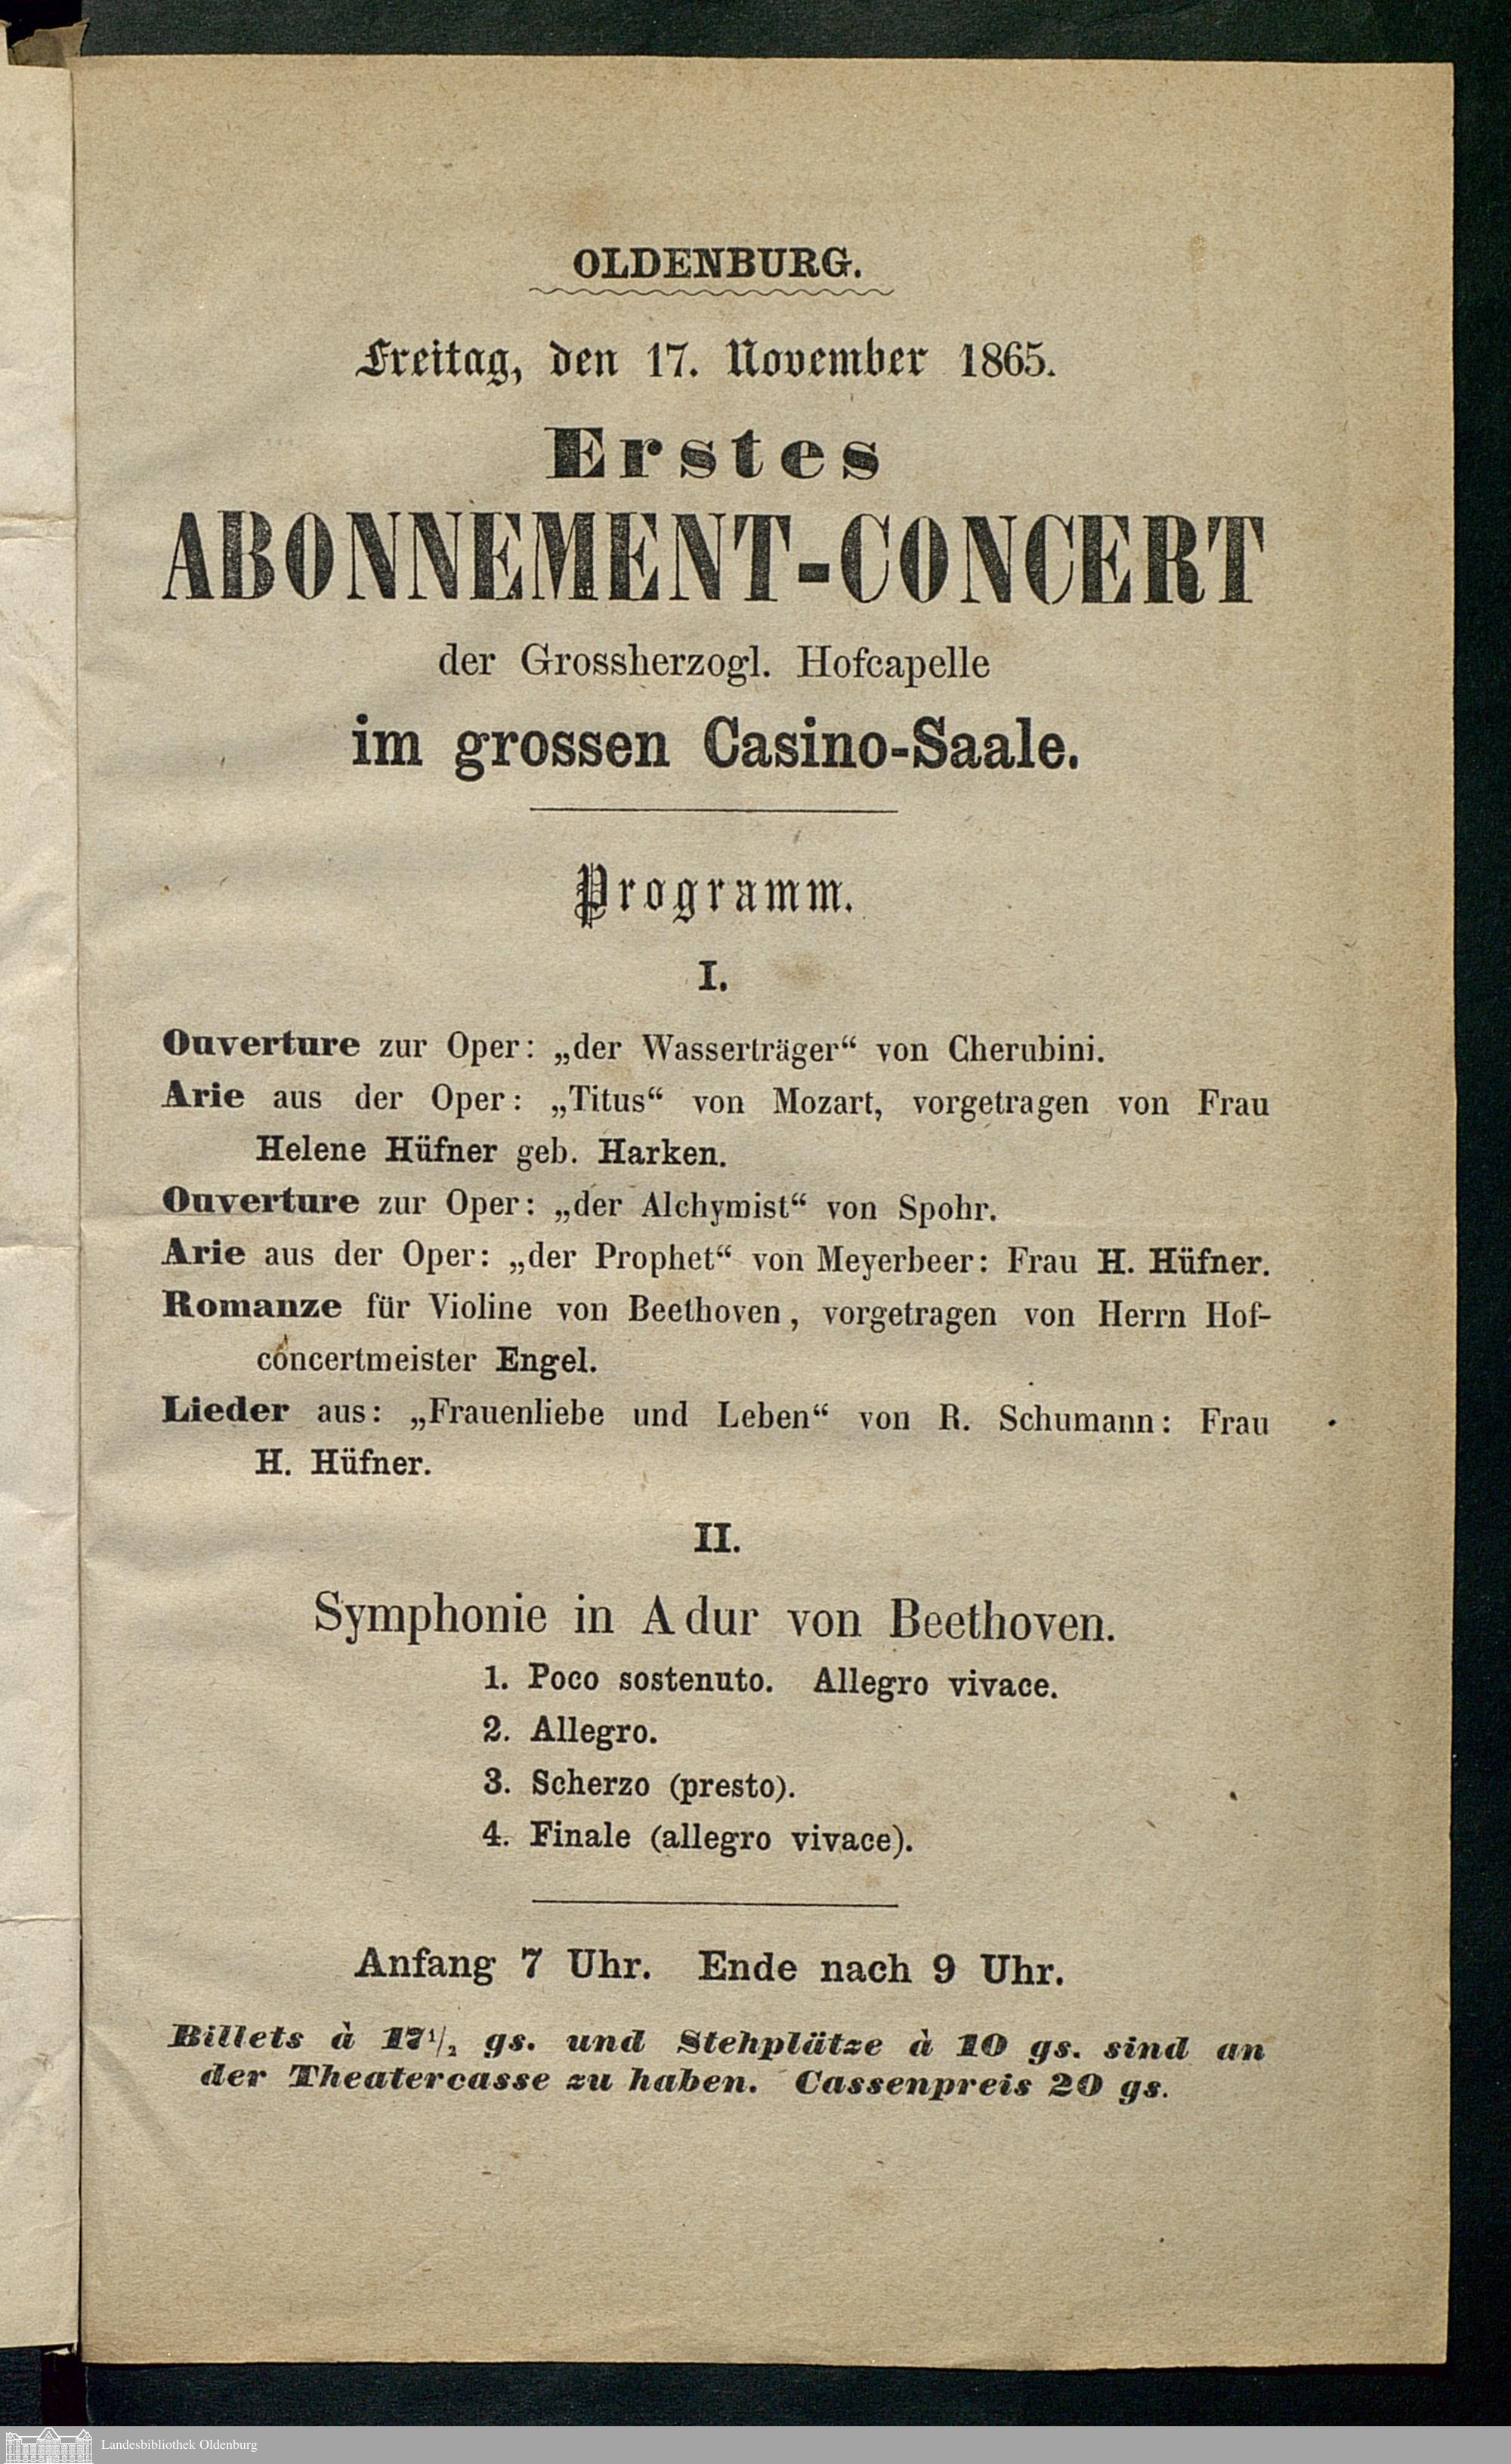 OLDENBURG.
Freitag, den 17. November 1865.
Erstes
ABONNEMENT-CONCERT
der Grossherzogl. Hofcapelle
im grossen Casino-Saale.
Programm.
I.
Ouverture zur Oper: „der Wasserträger“ von Cherubini.
Arie aus der Oper: „Titus“ von Mozart, vorgetragen von Frau
Helene Hüfner geb. Harken.
Ouverture zur Oper: „der Alchymist“ von Spohr.
Arie aus der Oper: „der Prophet“ von Meyerbeer: Frau H. Hüfner.
Romanze für Violine von Beethoven, vorgetragen von Herrn Hof-
concertmeister Engel.
Lieder aus: „Frauenliebe und Leben“ von R. Schumann: Frau
H. Hüfner.
II.
Symphonie in A dur von Beethoven.
1. Poco sostenuto. Allegro vivace.
2. Allegro.
3. Scherzo (presto).
4. Finale (allegro vivace).
Anfang 7 Uhr. Ende nach 9 Uhr.
Billets à 17½ gs. und Stehplätze à 10 gs. sind an
der Theatercasse zu haben. Cassenpreis 20 gs.
Landesbibliothek Oldenburg